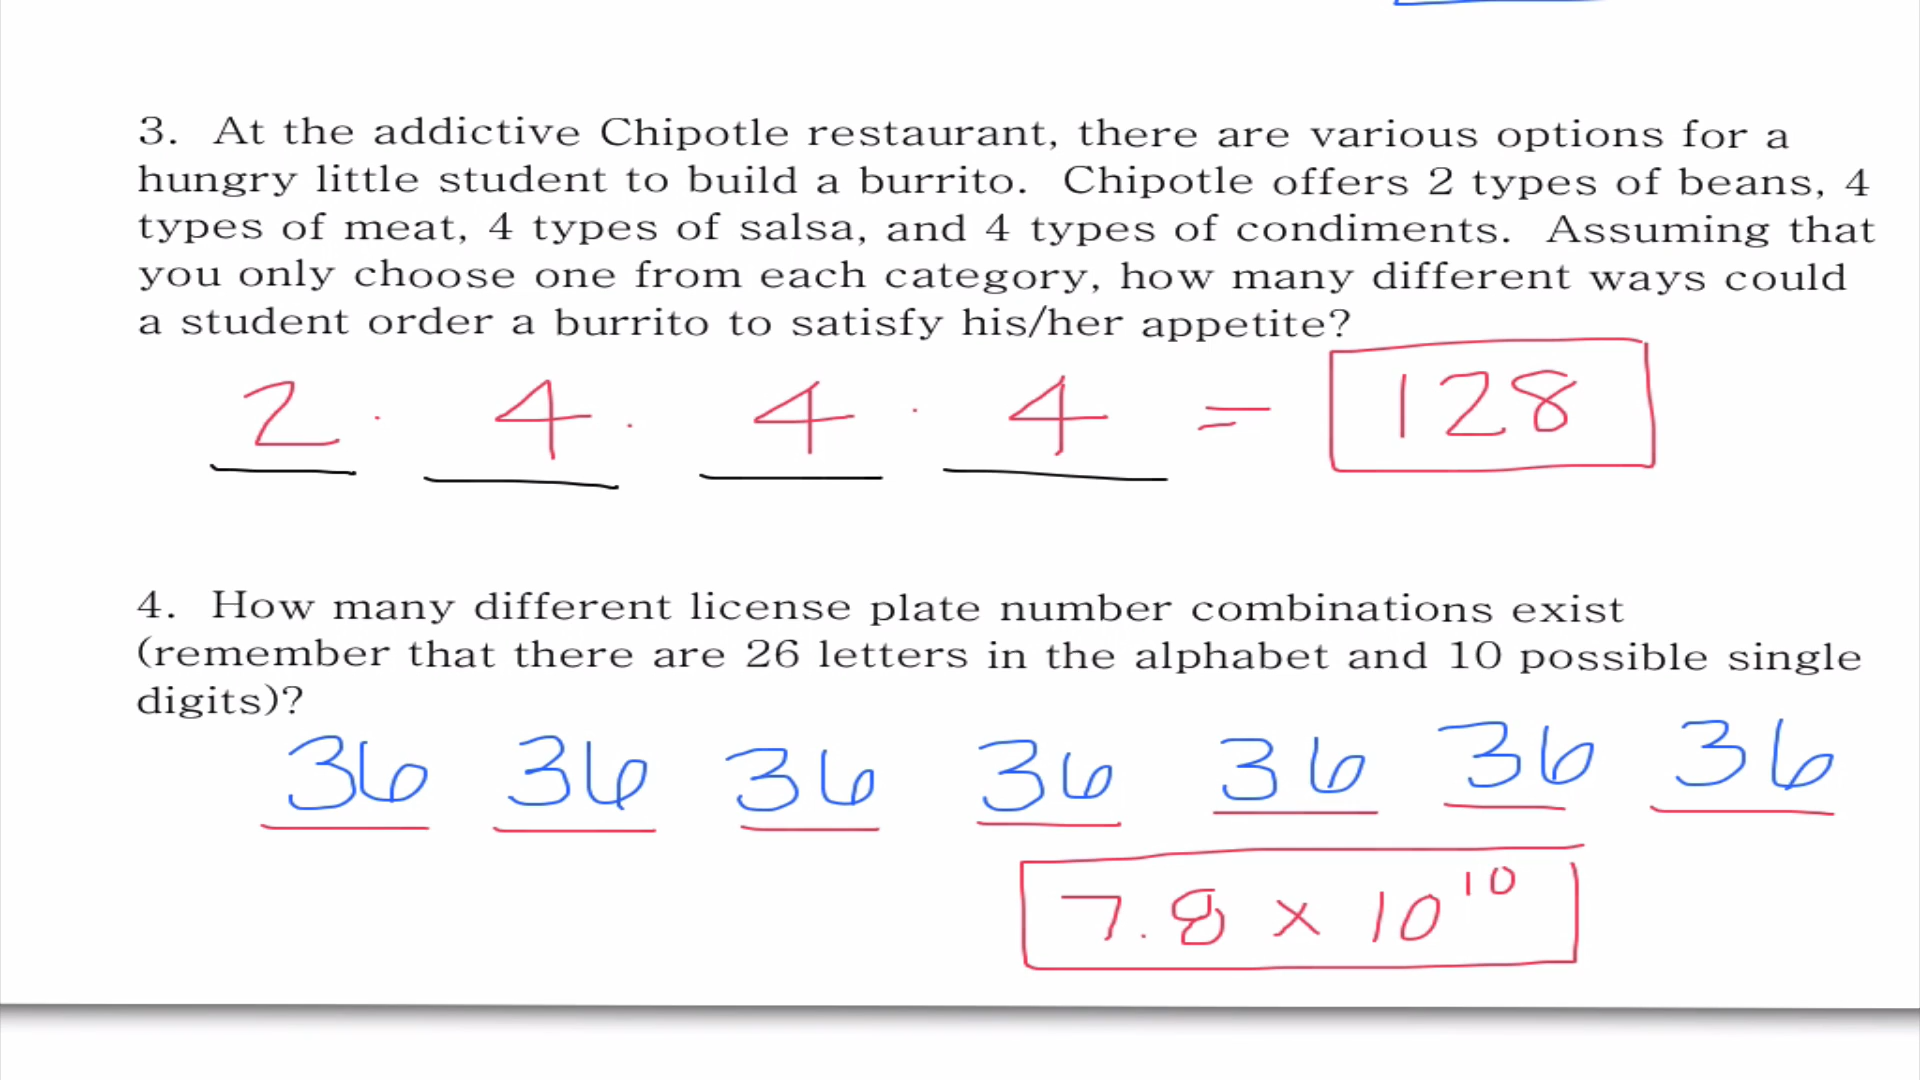 3. At the addictive Chipotle restaurant, there are various options for a
hungry little student to build a burrito. Chipotle offers 2 types of beans, 4
types of meat, 4 types of salsa, and 4 types of condiments. Assuming that
you only choose one from each category, how many different ways could
a student order a burrito to satisfy his/her appetite?
2 · 4 · 4 · 4 = 128
4. How many different license plate number combinations exist
(remember that there are 26 letters in the alphabet and 10 possible single
digits)?
36 36 36 36 36 36 36
7.8 × 10¹⁰